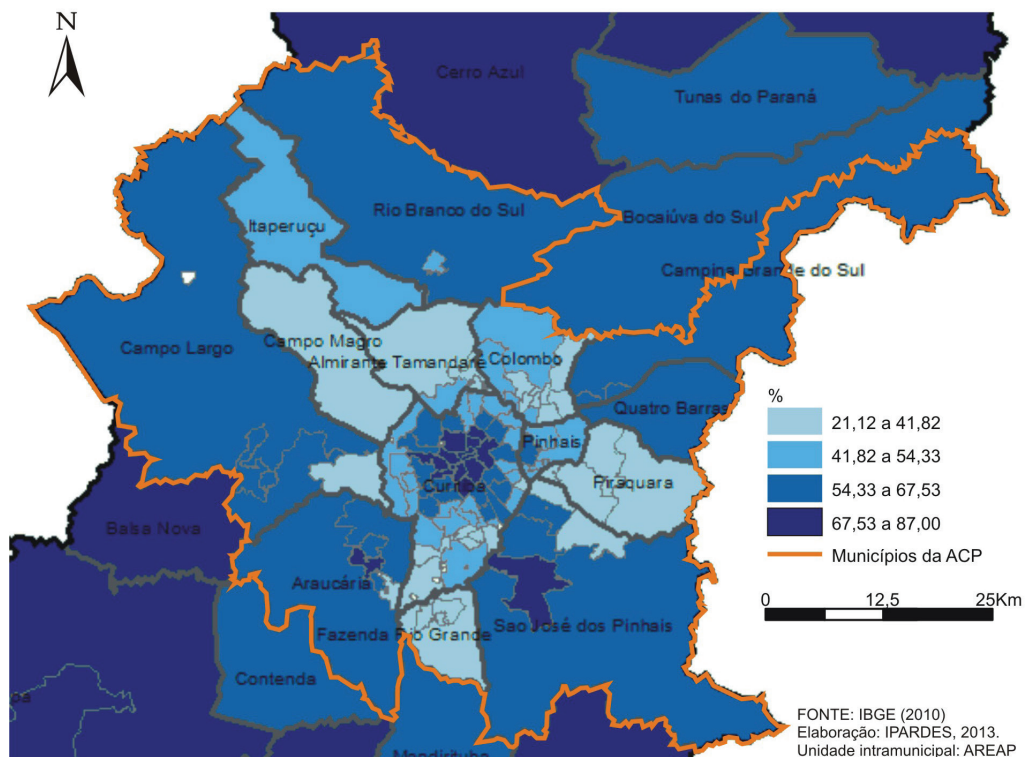 N
Cerro Azul
Tunas do Paraná
Rio Branco do Sul
Bocaiúva do Sul
Itaperuçu
Campina Grande do Sul
Campo Magro
Campo Largo
Almirante Tamandaré
Colombo
Quatro Barras
Pinhais
Curitiba
Piraquara
Balsa Nova
Araucária
Fazenda Rio Grande
Sao José dos Pinhais
Contenda
pa
%
21,12 a 41,82
41,82 a 54,33
54,33 a 67,53
67,53 a 87,00
Municípios da ACP
0 12,5 25Km
FONTE: IBGE (2010)
Elaboração: IPARDES, 2013.
Unidade intramunicipal: AREAP